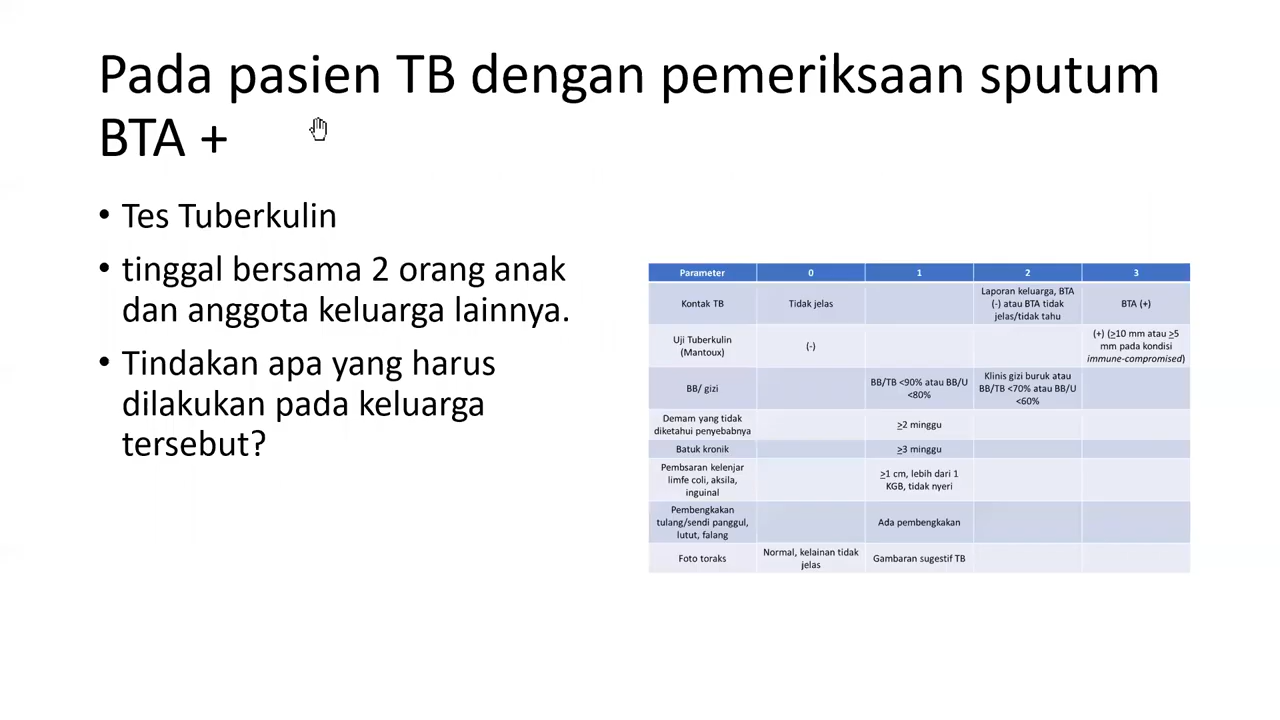 Pada pasien TB dengan pemeriksaan sputum
BTA +
• Tes Tuberkulin
• tinggal bersama 2 orang anak
dan anggota keluarga lainnya.
• Tindakan apa yang harus
dilakukan pada keluarga
tersebut?
Parameter 0 1 2 3
Kontak TB Tidak jelas Laporan keluarga, BTA (-) atau BTA tidak jelas/tidak tahu BTA (+)
Uji Tuberkulin (Mantoux) (-) (+) (≥10 mm atau ≥5 mm pada kondisi immune-compromised)
BB/ gizi BB/TB <90% atau BB/U <80% Klinis gizi buruk atau BB/TB <70% atau BB/U <60%
Demam yang tidak diketahui penyebabnya ≥2 minggu
Batuk kronik ≥3 minggu
Pembsaran kelenjar limfe coli, aksila, inguinal ≥1 cm, lebih dari 1 KGB, tidak nyeri
Pembengkakan tulang/sendi panggul, lutut, falang Ada pembengkakan
Foto toraks Normal, kelainan tidak jelas Gambaran sugestif TB